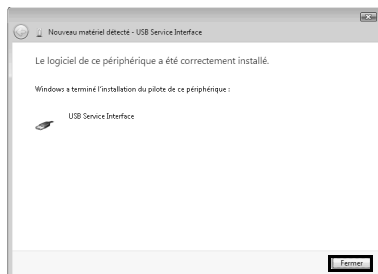 Nouveau matériel détecté - USB Service Interface
Le logiciel de ce périphérique a été correctement installé.
Windows a terminé l'installation du pilote de ce périphérique :
USB Service Interface
Fermer